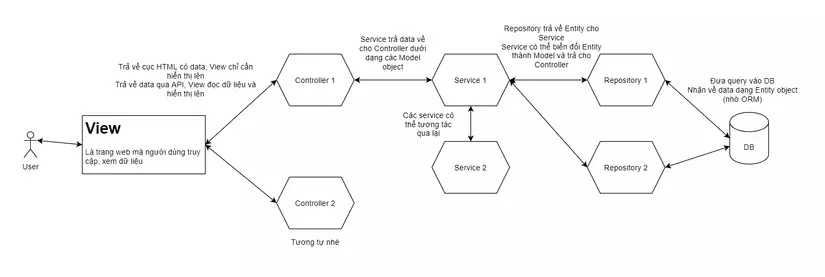 Repository trả về Entity cho
Service
Service có thể biến đổi Entity
thành Model và trả cho
Controller
Service trả data về
cho Controller dưới
dạng các Model
object
Trả về cục HTML có data, View chỉ cần
hiển thị lên
Trả về data qua API, View đọc dữ liệu và
hiển thị lên
Controller 1
Service 1
Repository 1
Đưa query vào DB
Nhận về data dạng Entity object
(nhờ ORM)
Các service có
thể tương tác
qua lại
View
Là trang web mà người dùng truy
cập, xem dữ liệu
User
DB
Service 2
Repository 2
Controller 2
Tương tự nhé